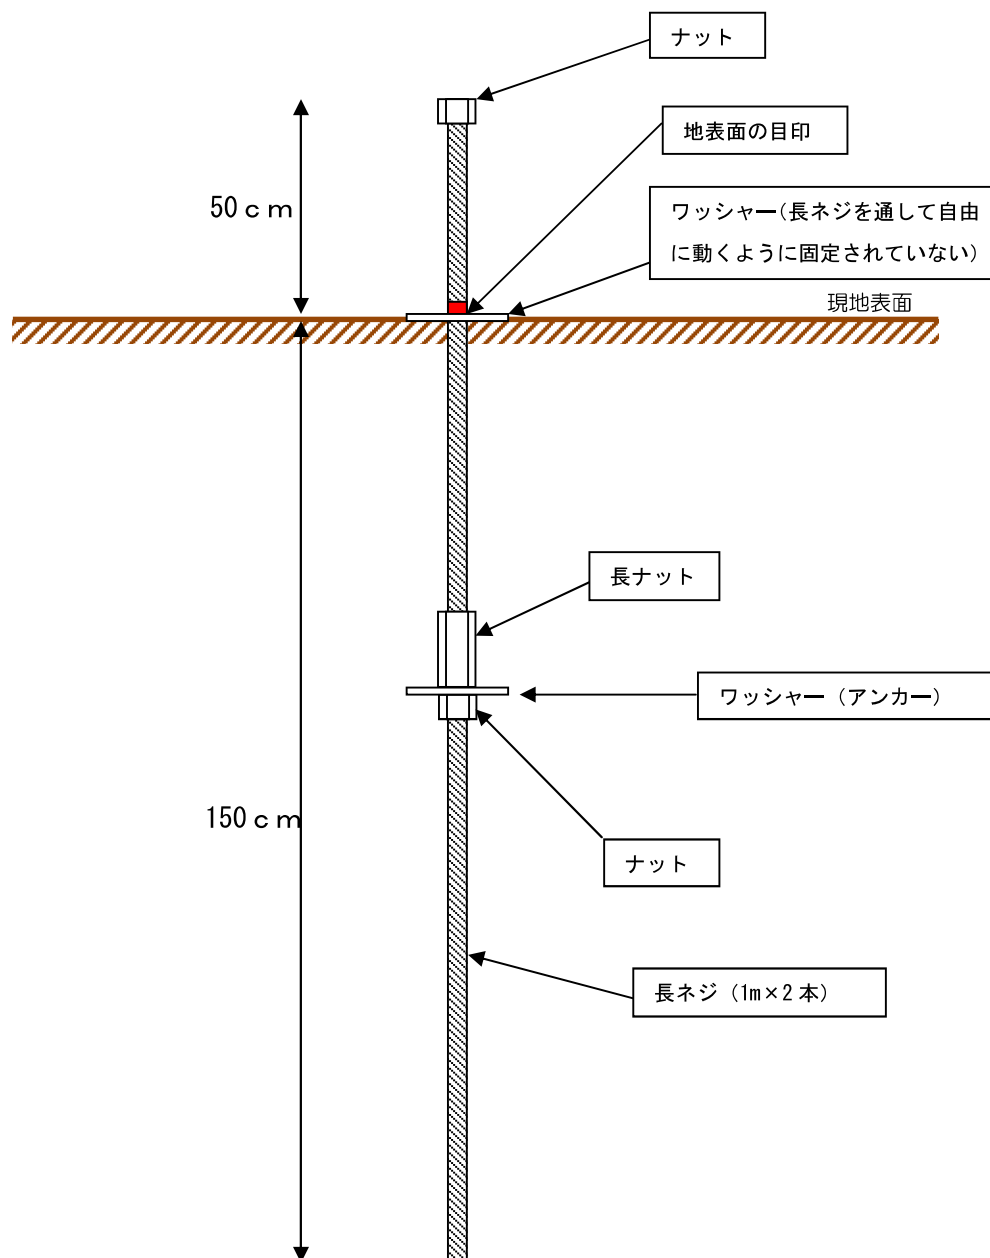 ナット
地表面の目印
50ｃｍ
ワッシャー（長ネジを通して自由
に動くように固定されていない）
現地表面
長ナット
ワッシャー（アンカー）
150ｃｍ
ナット
長ネジ（1m×2 本）